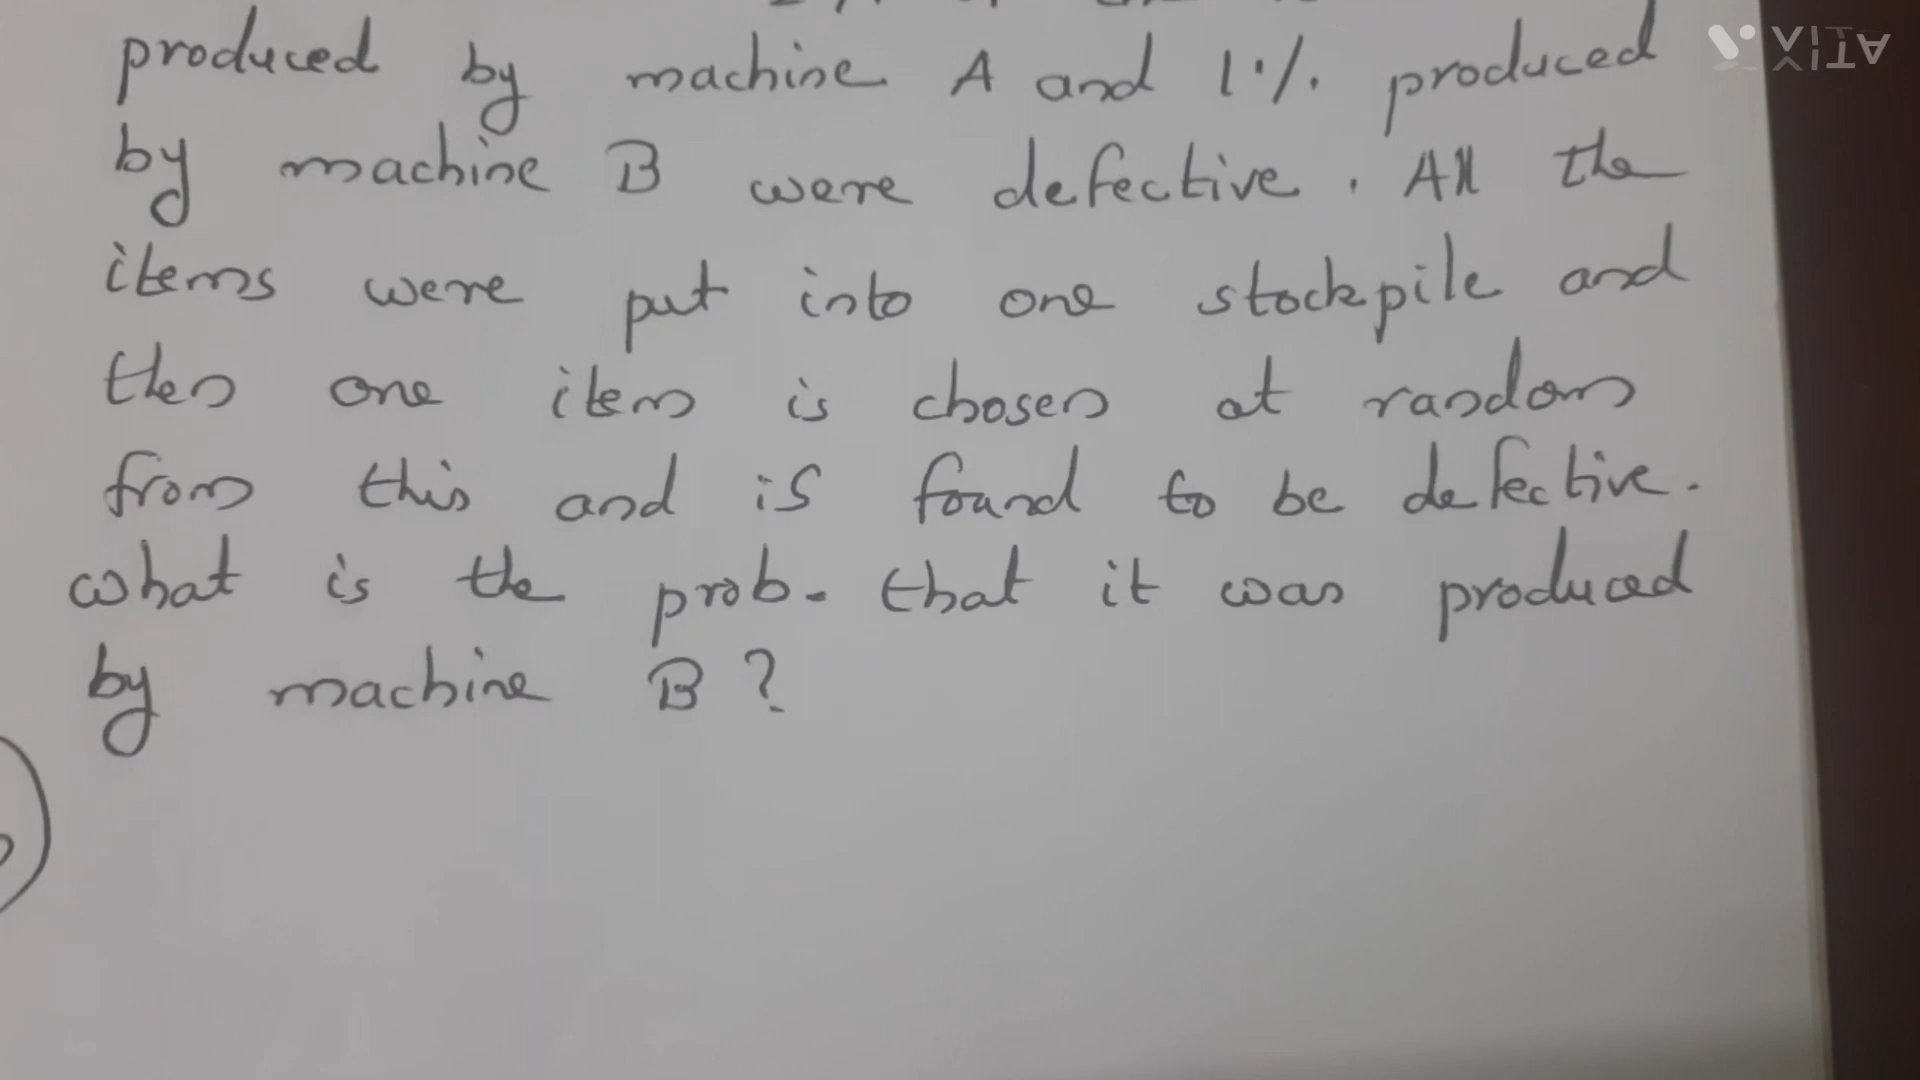 produced by machine A and 1% produced
by machine B were defective. All the
items were put into one stockpile and
then one item is chosen at random
from this and is found to be defective.
what is the prob. that it was produced
by machine B?
VITA